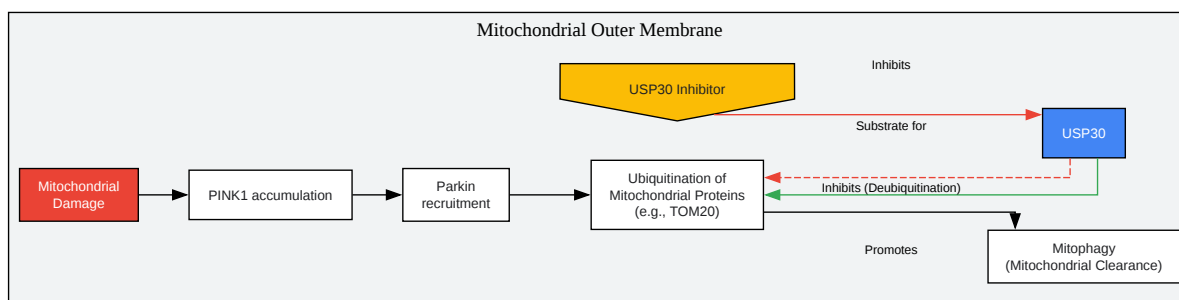 Mitochondrial Outer Membrane
Inhibits
USP30 Inhibitor
Substrate for
USP30
Mitochondrial
Damage
PINK1 accumulation
Parkin
recruitment
Ubiquitination of
Mitochondrial Proteins
(e.g., TOM20)
Inhibits (Deubiquitination)
Promotes
Mitophagy
(Mitochondrial Clearance)